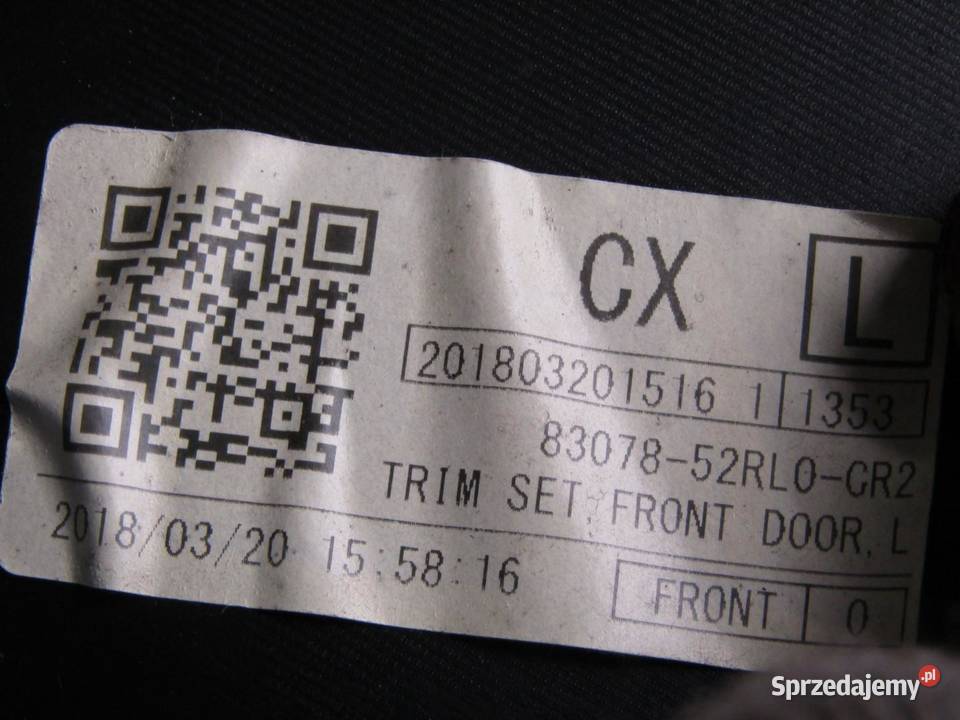 CX
L
201803201516 1 1353
83078-52RL0-CR2
TRIM SET, FRONT DOOR, L
2018/03/20 15:58:16
FRONT 0
Sprzedajemy.pl